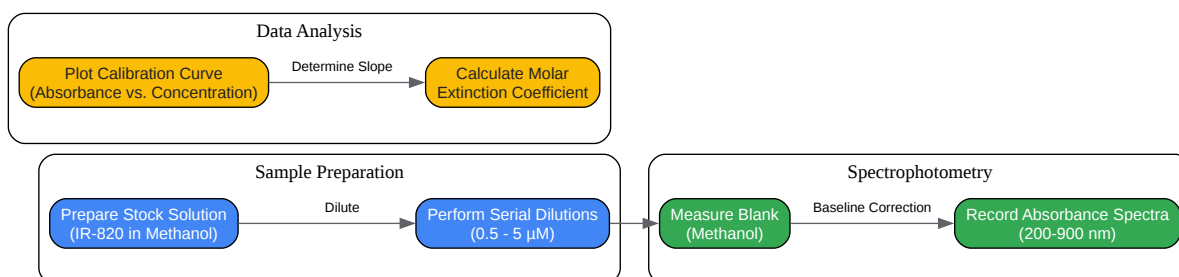 Data Analysis
Plot Calibration Curve
(Absorbance vs. Concentration)
Determine Slope
Calculate Molar
Extinction Coefficient
Sample Preparation
Prepare Stock Solution
(IR-820 in Methanol)
Dilute
Perform Serial Dilutions
(0.5 - 5 µM)
Spectrophotometry
Measure Blank
(Methanol)
Baseline Correction
Record Absorbance Spectra
(200-900 nm)